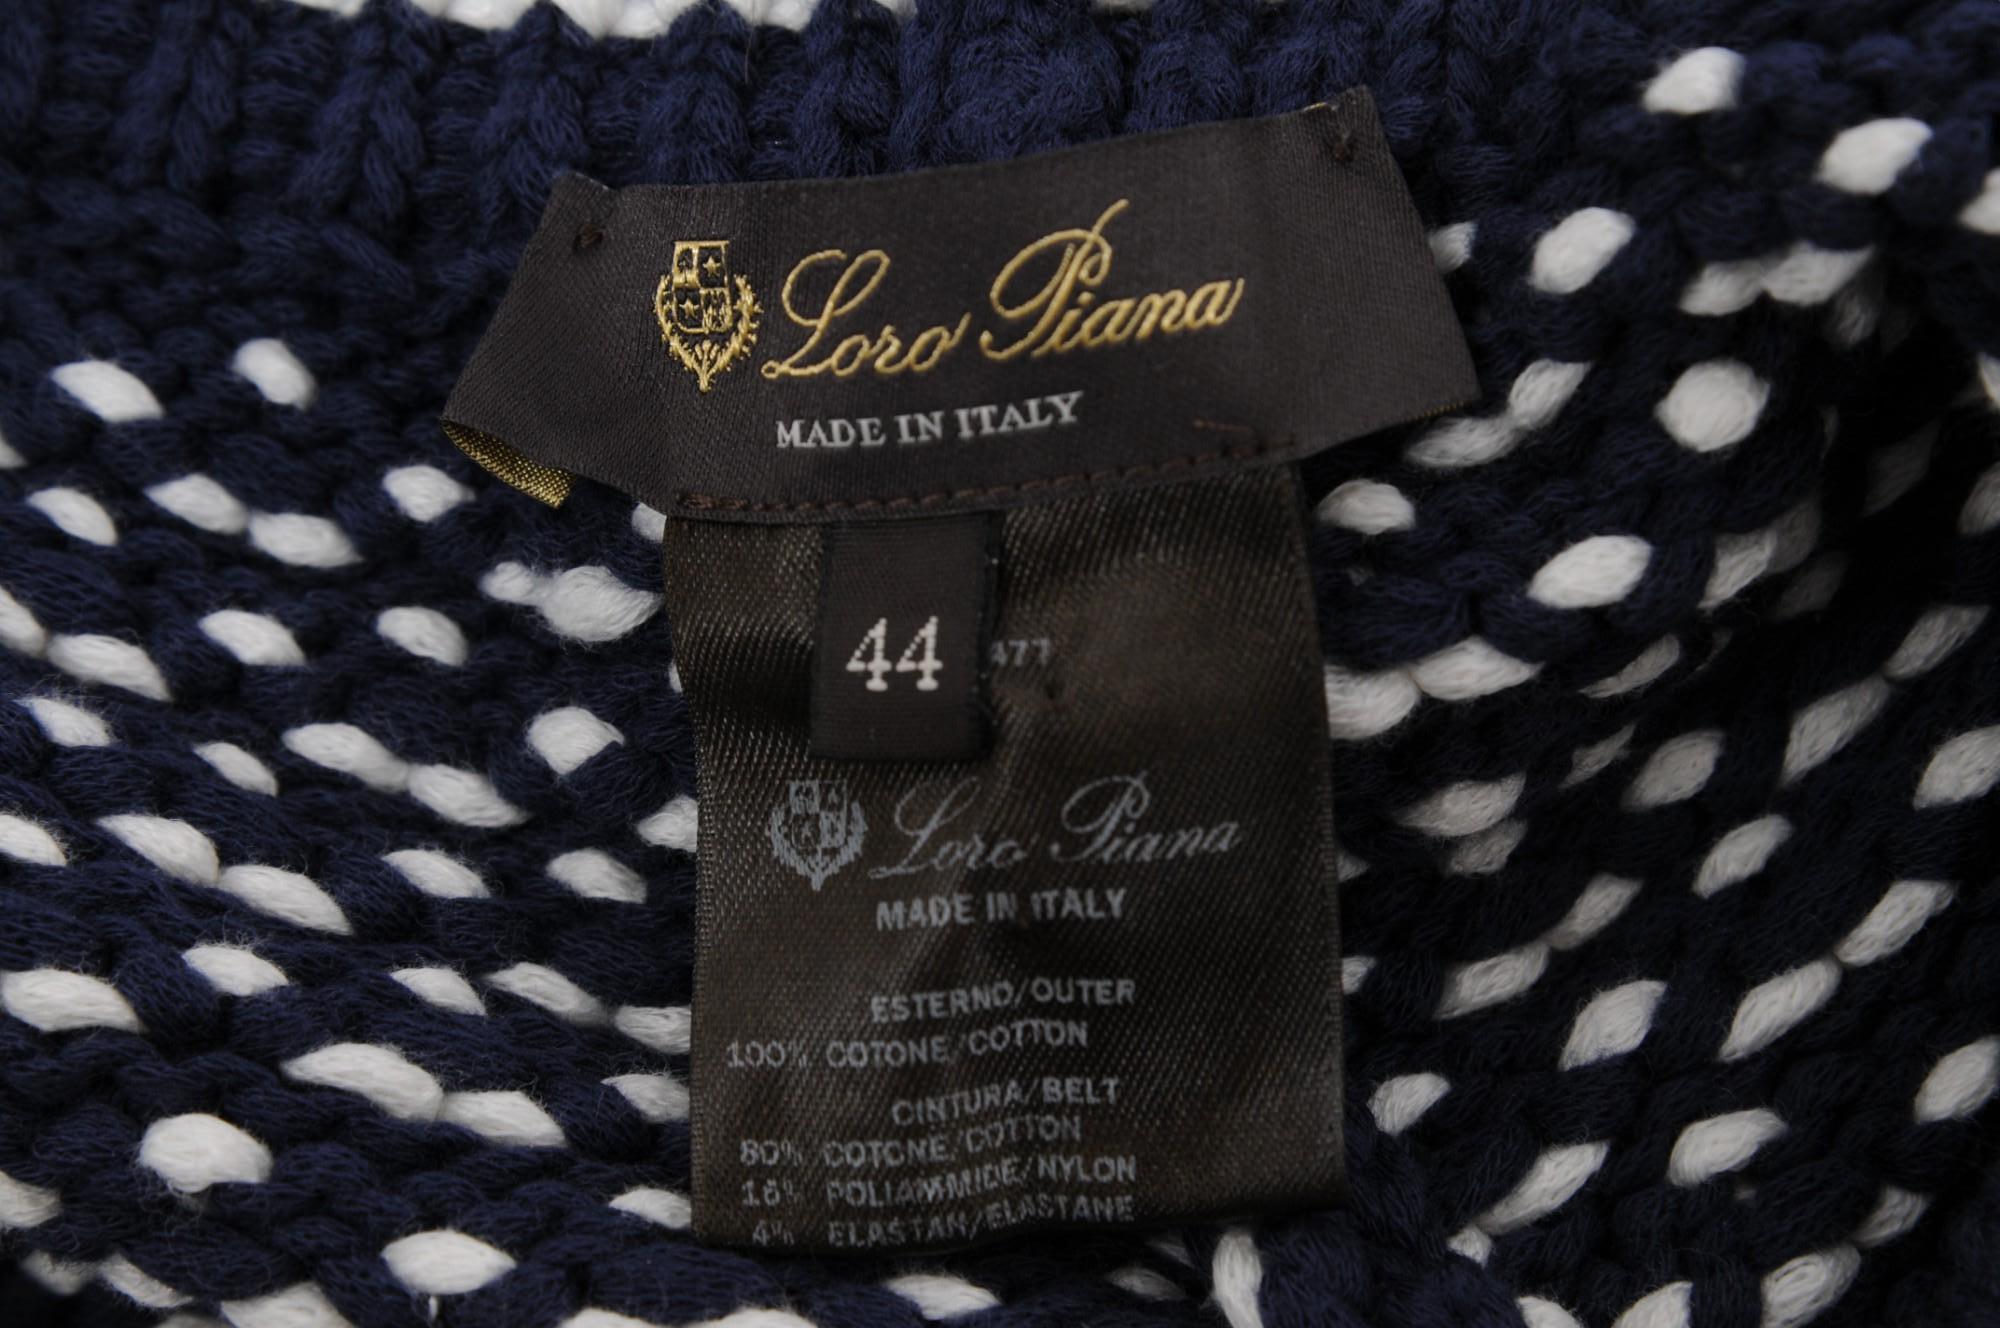 Loro Piana
MADE IN ITALY
44
477
Loro Piana
MADE IN ITALY
ESTERNO/OUTER
100% COTONE/COTTON
CINTURA/BELT
80% COTONE/COTTON
16% POLIAMMIDE/NYLON
4% ELASTAN/ELASTANE